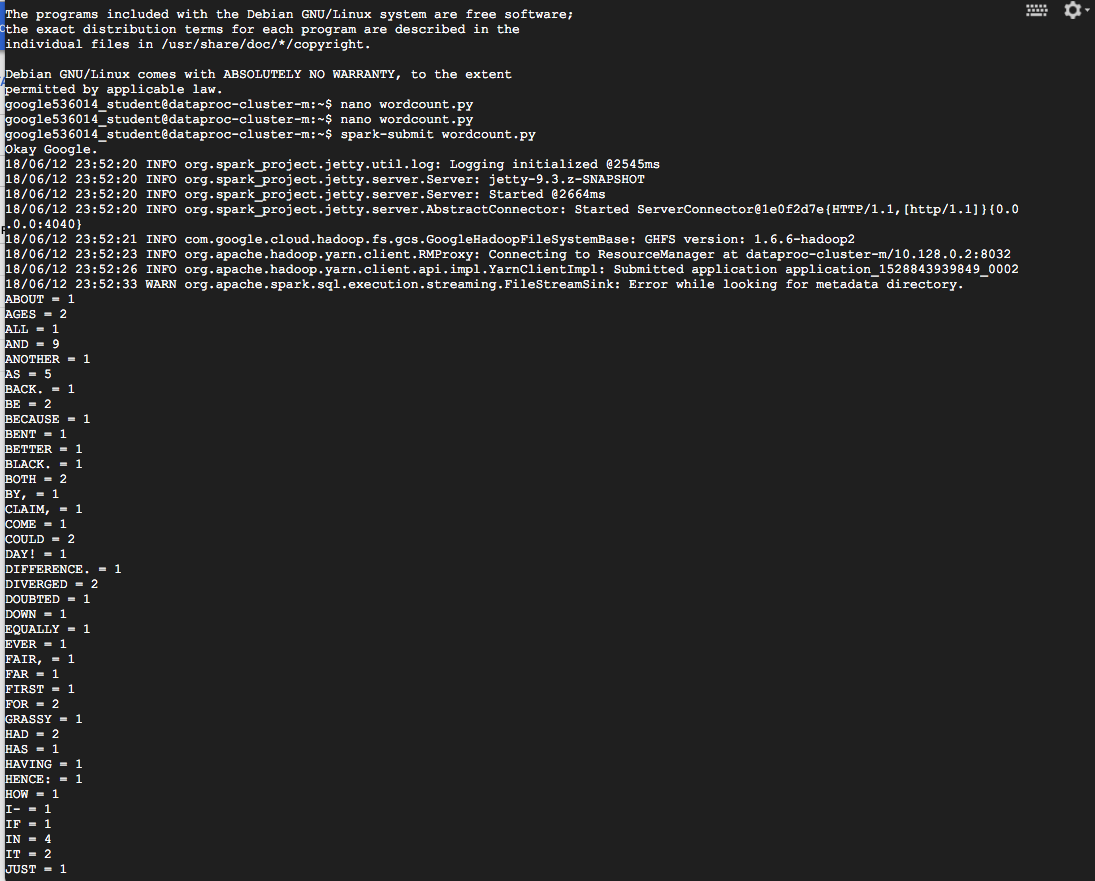 The programs included with the Debian GNU/Linux system are free software;
the exact distribution terms for each program are described in the
individual files in /usr/share/doc/*/copyright.
Debian GNU/Linux comes with ABSOLUTELY NO WARRANTY, to the extent
permitted by applicable law.
google536014_student@dataproc-cluster-m:~$ nano wordcount.py
google536014_student@dataproc-cluster-m:~$ nano wordcount.py
google536014_student@dataproc-cluster-m:~$ spark-submit wordcount.py
Okay Google.
18/06/12 23:52:20 INFO org.spark_project.jetty.util.log: Logging initialized @2545ms
18/06/12 23:52:20 INFO org.spark_project.jetty.server.Server: jetty-9.3.z-SNAPSHOT
18/06/12 23:52:20 INFO org.spark_project.jetty.server.Server: Started @2664ms
18/06/12 23:52:20 INFO org.spark_project.jetty.server.AbstractConnector: Started ServerConnector@1e0f2d7e{HTTP/1.1,[http/1.1]}{0.0
.0.0:4040}
18/06/12 23:52:21 INFO com.google.cloud.hadoop.fs.gcs.GoogleHadoopFileSystemBase: GHFS version: 1.6.6-hadoop2
18/06/12 23:52:23 INFO org.apache.hadoop.yarn.client.RMProxy: Connecting to ResourceManager at dataproc-cluster-m/10.128.0.2:8032
18/06/12 23:52:26 INFO org.apache.hadoop.yarn.client.api.impl.YarnClientImpl: Submitted application application_1528843939849_0002
18/06/12 23:52:33 WARN org.apache.spark.sql.execution.streaming.FileStreamSink: Error while looking for metadata directory.
ABOUT = 1
AGES = 2
ALL = 1
AND = 9
ANOTHER = 1
AS = 5
BACK. = 1
BE = 2
BECAUSE = 1
BENT = 1
BETTER = 1
BLACK. = 1
BOTH = 2
BY, = 1
CLAIM, = 1
COME = 1
COULD = 2
DAY! = 1
DIFFERENCE. = 1
DIVERGED = 2
DOUBTED = 1
DOWN = 1
EQUALLY = 1
EVER = 1
FAIR, = 1
FAR = 1
FIRST = 1
FOR = 2
GRASSY = 1
HAD = 2
HAS = 1
HAVING = 1
HENCE: = 1
HOW = 1
I- = 1
IF = 1
IN = 4
IT = 2
JUST = 1